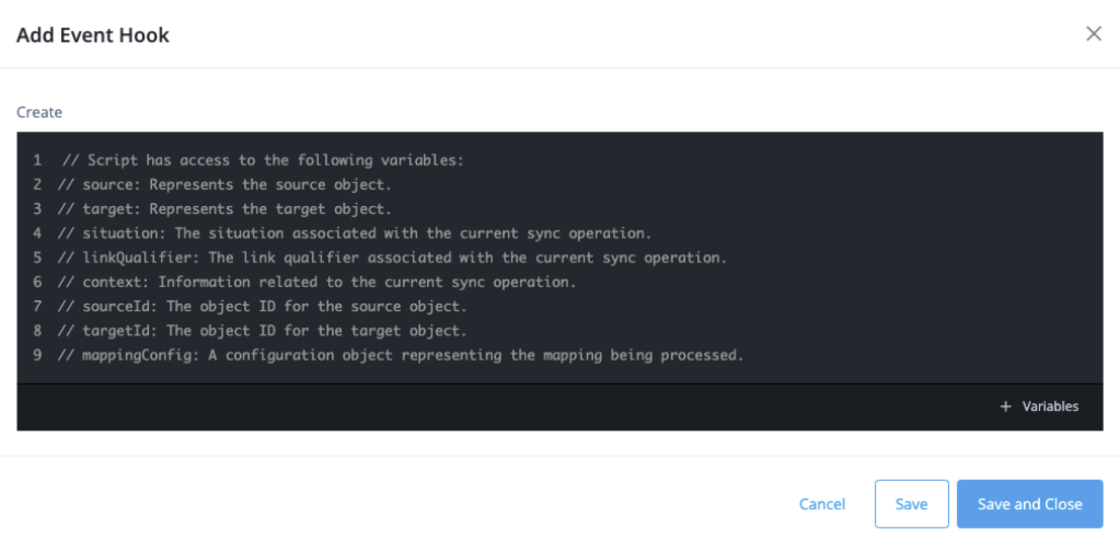 Add Event Hook
Create
1 // Script has access to the following variables:
2 // source: Represents the source object.
3 // target: Represents the target object.
4 // situation: The situation associated with the current sync operation.
5 // linkQualifier: The link qualifier associated with the current sync operation.
6 // context: Information related to the current sync operation.
7 // sourceId: The object ID for the source object.
8 // targetId: The object ID for the target object.
9 // mappingConfig: A configuration object representing the mapping being processed.
+ Variables
Cancel Save Save and Close